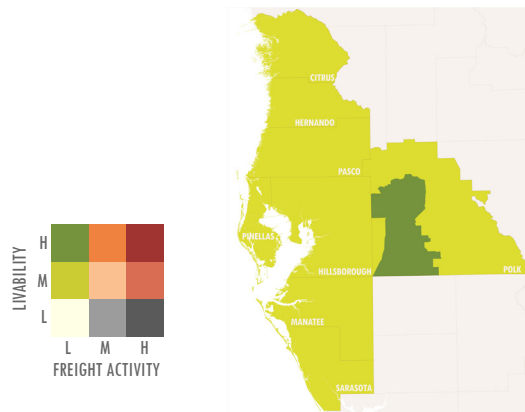 CITRUS
HERNANDO
PASCO
PINELLAS
HILLSBOROUGH
POLK
MANATEE
SARASOTA
LIVABILITY
H
M
L
L M H
FREIGHT ACTIVITY